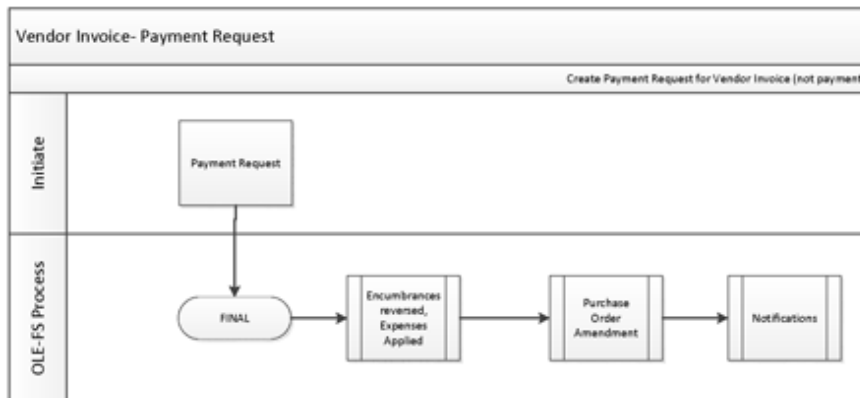 Vendor Invoice- Payment Request
Create Payment Request for Vendor Invoice (not payment
Initiate
Payment Request
OLE-FS Process
FINAL
Encumbrances
reversed,
Expenses
Applied
Purchase
Order
Amendment
Notifications